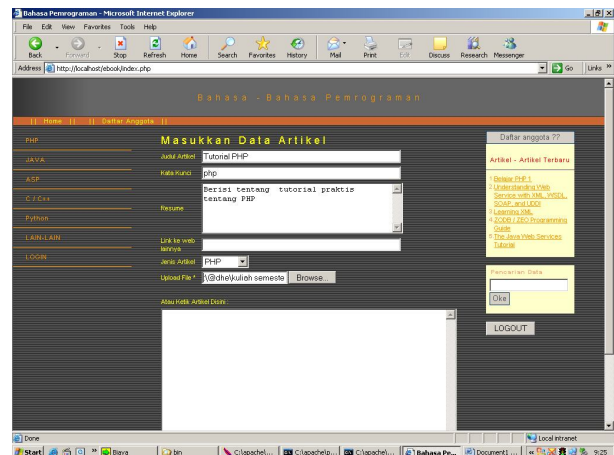 Bahasa Pemrograman - Microsoft Internet Explorer
File Edit View Favorites Tools Help
Back Forward Stop Refresh Home Search Favorites History Mail Print Edit Discuss Research Messenger
Address http://localhost/ebook/index.php Go Links »
Bahasa - Bahasa Pemrograman
|| Home || || Daftar Anggota ||
PHP
JAVA
ASP
C / C++
Python
LAIN-LAIN
LOGIN
Masukkan Data Artikel
Judul Artikel Tutorial PHP
Kata Kunci php
Resume Berisi tentang tutorial praktis
tentang PHP
Link ke web
lainnya
Jenis Artikel PHP
Upload File * \@dhe\kuliah semeste Browse...
Atau Ketik Artikel Disini :
Daftar anggota ??
Artikel - Artikel Terbaru
1 Belajar PHP 1
2 Understanding Web
Service with XML, WSDL,
SOAP, and UDDI
3 Learning XML
4 ZODB / ZEO Programming
Guide
5 The Java Web Services
Tutorial
Pencarian Data
Oke
LOGOUT
Done Local intranet
Start » Biaya bin C:\apache\... C:\apache\p... C:\apache\... Bahasa Pe... Document1 ... « 9:25